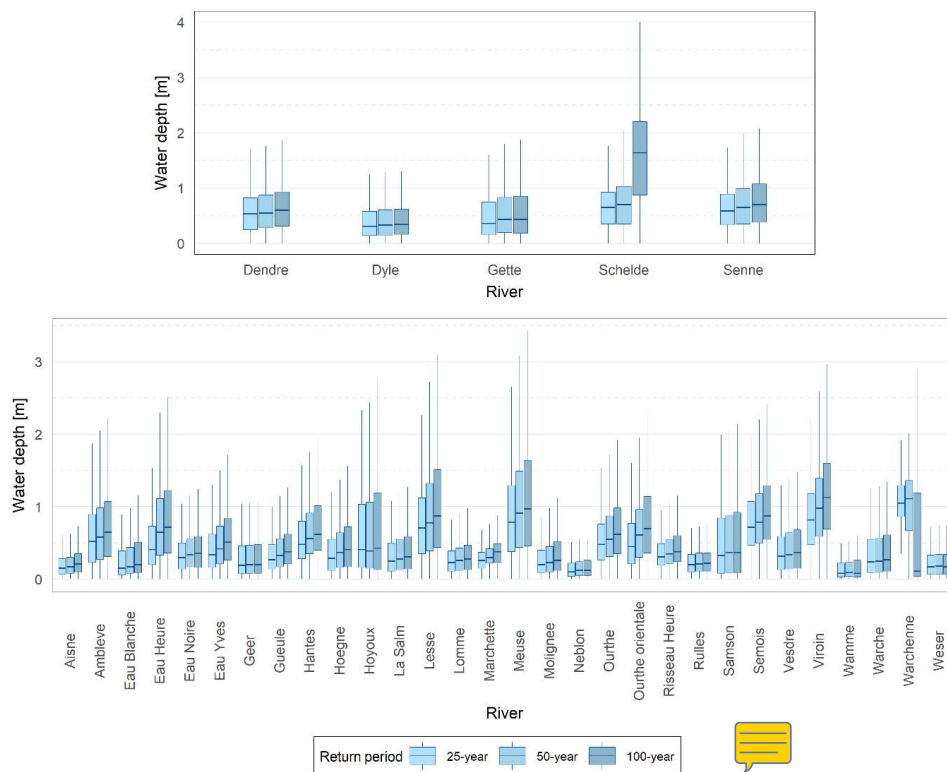 4
3
2
1
0
Water depth [m]
Dendre Dyle Gette Schelde Senne
River
3
2
1
0
Water depth [m]
Aisne
Ambleve
Eau Blanche
Eau Heure
Eau Noire
Eau Yves
Geer
Gueule
Hantes
Hoegne
Hoyoux
La Salm
Lesse
Lomme
Marchette
Meuse
Molignee
Neblon
Ourthe
Ourthe orientale
Risseau Heure
Rulles
Samson
Semois
Vesdre
Viroin
Wamme
Warche
Warchenne
Weser
River
Return period 25-year 50-year 100-year